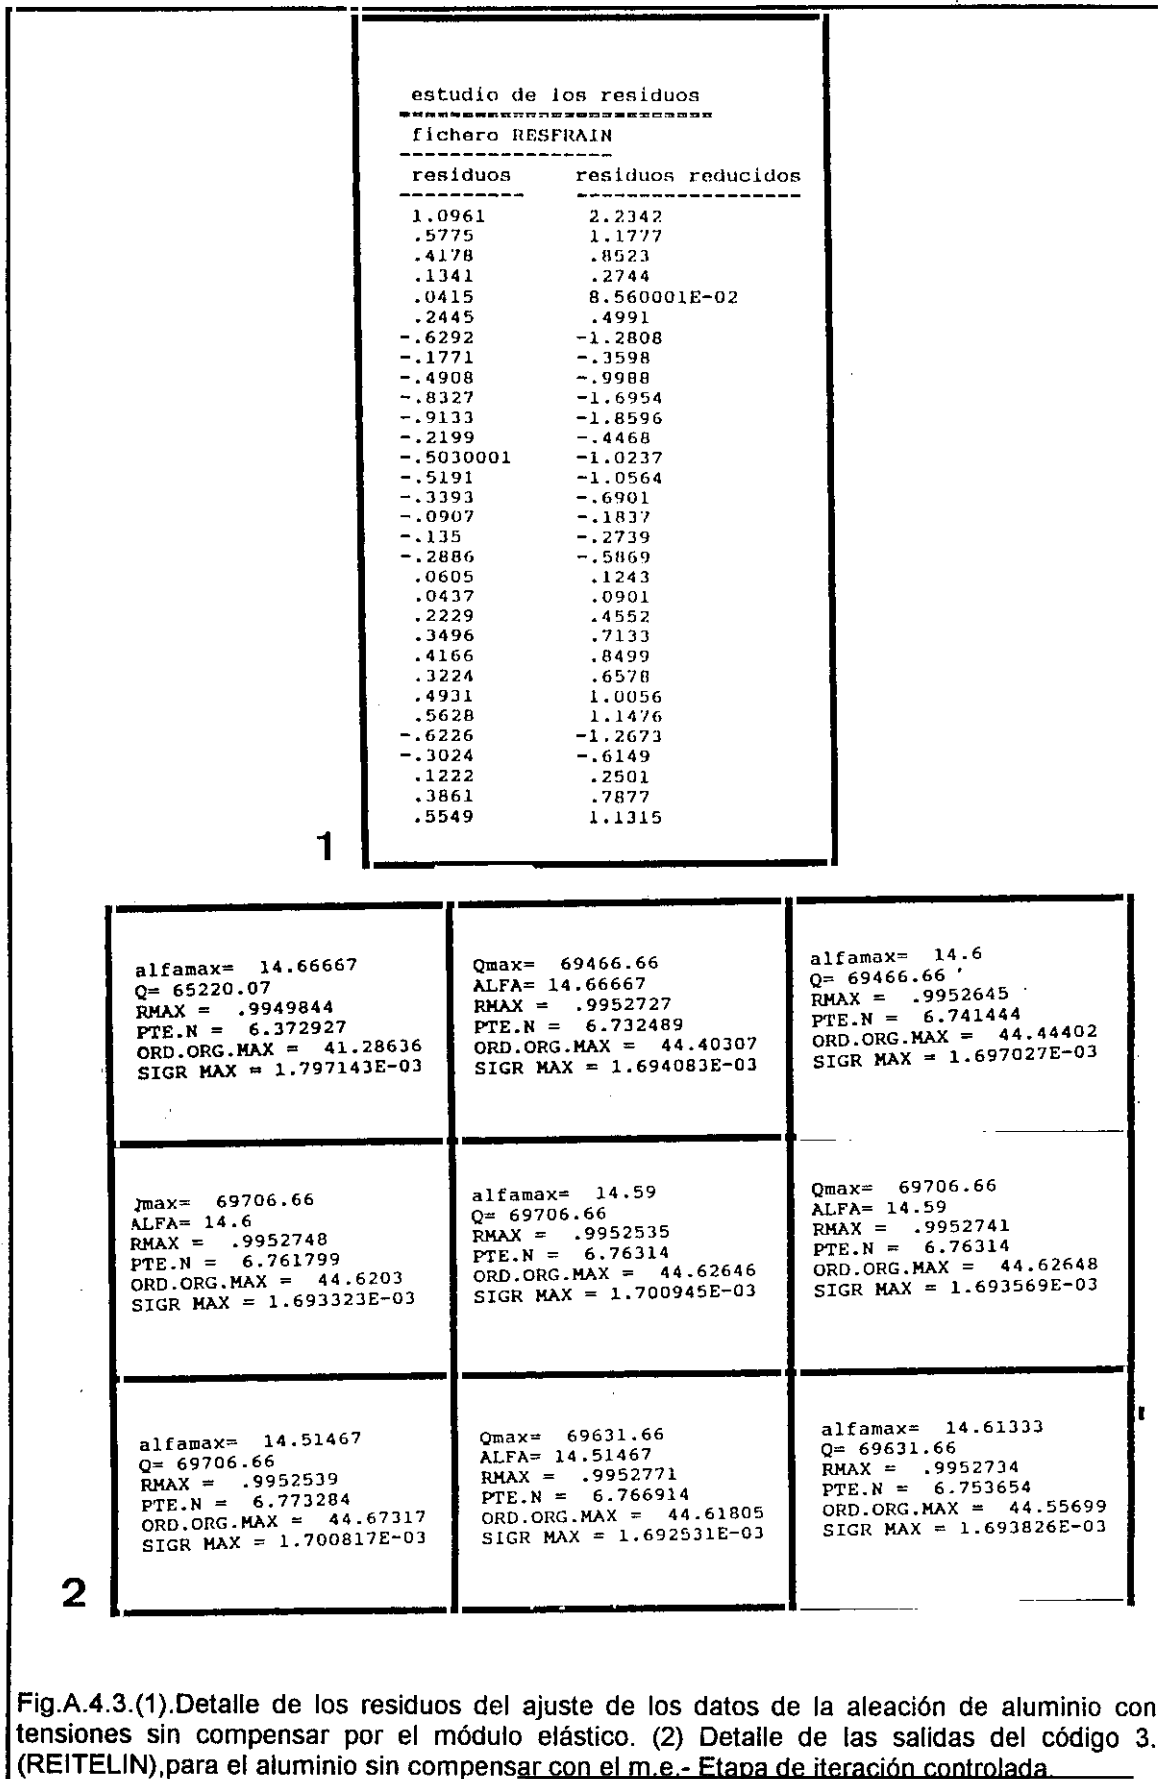 estudio de los residuos
fichero RESFRAIN
residuos residuos reducidos
1.0961 2.2342
.5775 1.1777
.4178 .8523
.1341 .2744
.0415 8.560001E-02
.2445 .4991
-.6292 -1.2808
-.1771 -.3598
-.4908 -.9988
-.8327 -1.6954
-.9133 -1.8596
-.2199 -.4468
-.5030001 -1.0237
-.5191 -1.0564
-.3393 -.6901
-.0907 -.1837
-.135 -.2739
-.2886 -.5869
.0605 .1243
.0437 .0901
.2229 .4552
.3496 .7133
.4166 .8499
.3224 .6578
.4931 1.0056
.5628 1.1476
-.6226 -1.2673
-.3024 -.6149
.1222 .2501
.3861 .7877
.5549 1.1315
1
alfamax= 14.66667
Q= 65220.07
RMAX = .9949844
PTE.N = 6.372927
ORD.ORG.MAX = 41.28636
SIGR MAX = 1.797143E-03
Qmax= 69466.66
ALFA= 14.66667
RMAX = .9952727
PTE.N = 6.732489
ORD.ORG.MAX = 44.40307
SIGR MAX = 1.694083E-03
alfamax= 14.6
Q= 69466.66
RMAX = .9952645
PTE.N = 6.741444
ORD.ORG.MAX = 44.44402
SIGR MAX = 1.697027E-03
Qmax= 69706.66
ALFA= 14.6
RMAX = .9952748
PTE.N = 6.761799
ORD.ORG.MAX = 44.6203
SIGR MAX = 1.693323E-03
alfamax= 14.59
Q= 69706.66
RMAX = .9952535
PTE.N = 6.76314
ORD.ORG.MAX = 44.62646
SIGR MAX = 1.700945E-03
Qmax= 69706.66
ALFA= 14.59
RMAX = .9952741
PTE.N = 6.76314
ORD.ORG.MAX = 44.62648
SIGR MAX = 1.693569E-03
alfamax= 14.51467
Q= 69706.66
RMAX = .9952539
PTE.N = 6.773284
ORD.ORG.MAX = 44.67317
SIGR MAX = 1.700817E-03
Qmax= 69631.66
ALFA= 14.51467
RMAX = .9952771
PTE.N = 6.766914
ORD.ORG.MAX = 44.61805
SIGR MAX = 1.692531E-03
alfamax= 14.61333
Q= 69631.66
RMAX = .9952734
PTE.N = 6.753654
ORD.ORG.MAX = 44.55699
SIGR MAX = 1.693826E-03
2
Fig.A.4.3.(1).Detalle de los residuos del ajuste de los datos de la aleación de aluminio con
tensiones sin compensar por el módulo elástico. (2) Detalle de las salidas del código 3.
(REITELIN),para el aluminio sin compensar con el m.e.- Etapa de iteración controlada.